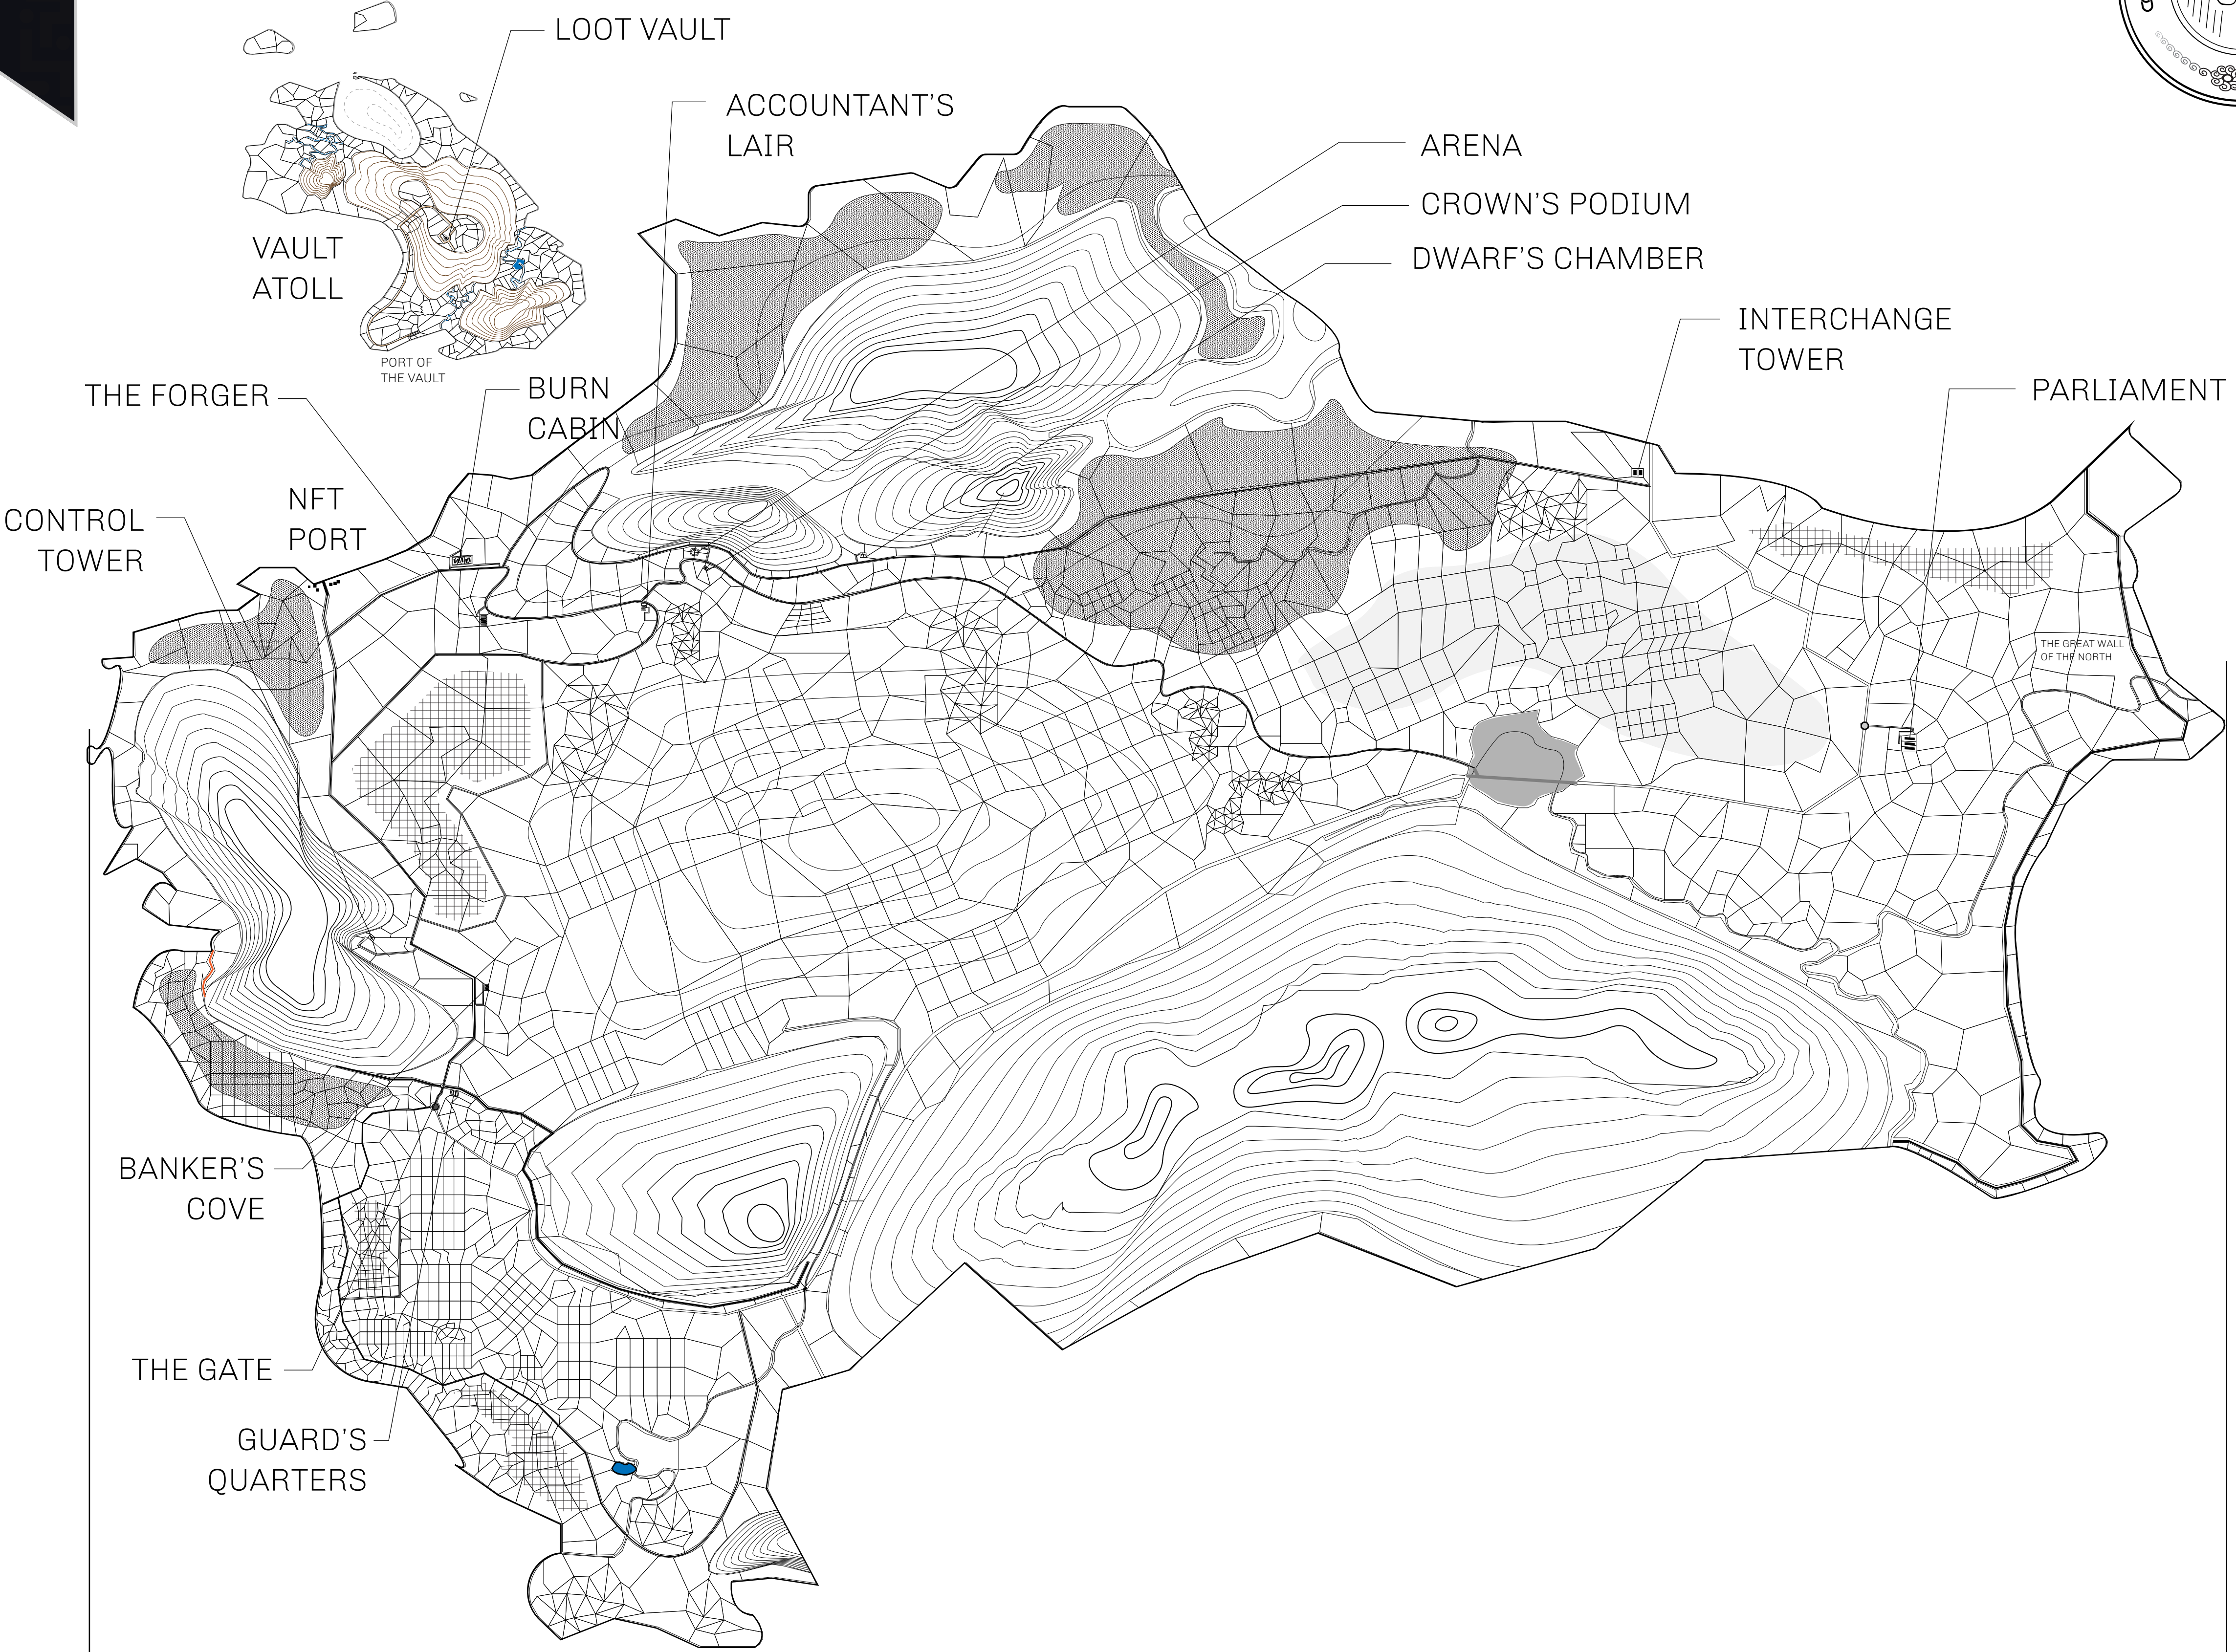 LOOT VAULT
ACCOUNTANT'S
LAIR
ARENA
CROWN'S PODIUM
DWARF'S CHAMBER
VAULT
ATOLL
INTERCHANGE
TOWER
PORT OF
THE VAULT
THE FORGER
BURN
CABIN
PARLIAMENT
NFT
PORT
CONTROL
TOWER
THE GREAT WALL
OF THE NORTH
BANKER'S
COVE
THE GATE
GUARD'S
QUARTERS